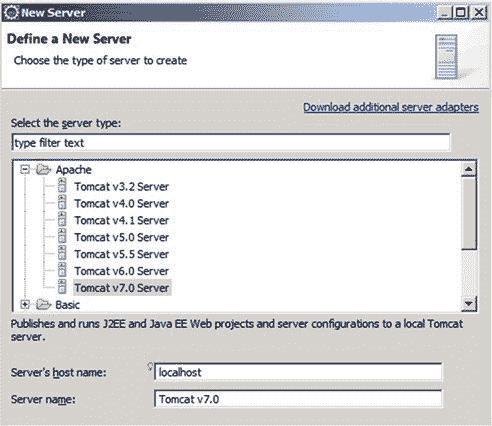 New Server
Define a New Server
Choose the type of server to create
Download additional server adapters
Select the server type:
type filter text
Apache
Tomcat v3.2 Server
Tomcat v4.0 Server
Tomcat v4.1 Server
Tomcat v5.0 Server
Tomcat v5.5 Server
Tomcat v6.0 Server
Tomcat v7.0 Server
Basic
Publishes and runs J2EE and Java EE Web projects and server configurations to a local Tomcat
server.
Server's host name: localhost
Server name: Tomcat v7.0